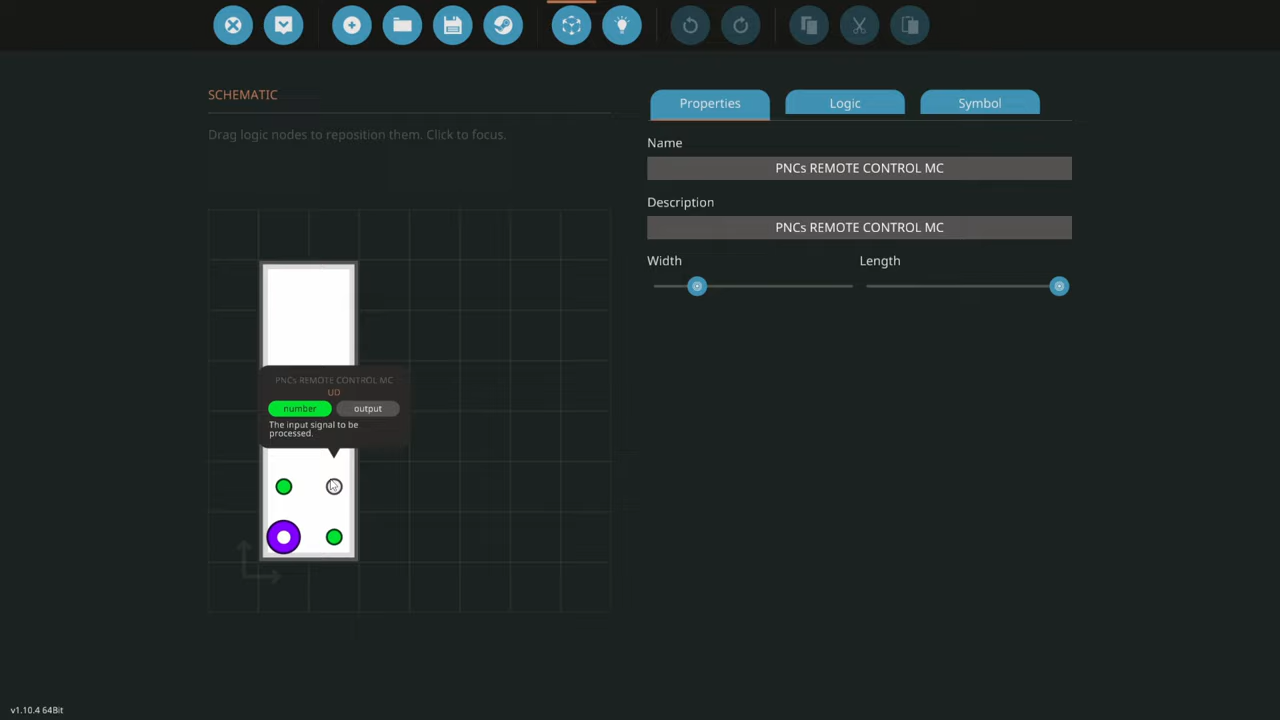 SCHEMATIC
Drag logic nodes to reposition them. Click to focus.
Properties
Logic
Symbol
Name
PNCs REMOTE CONTROL MC
Description
PNCs REMOTE CONTROL MC
Width
Length
PNCs REMOTE CONTROL MC
UD
number
output
The input signal to be
processed.
v1.10.4 64Bit